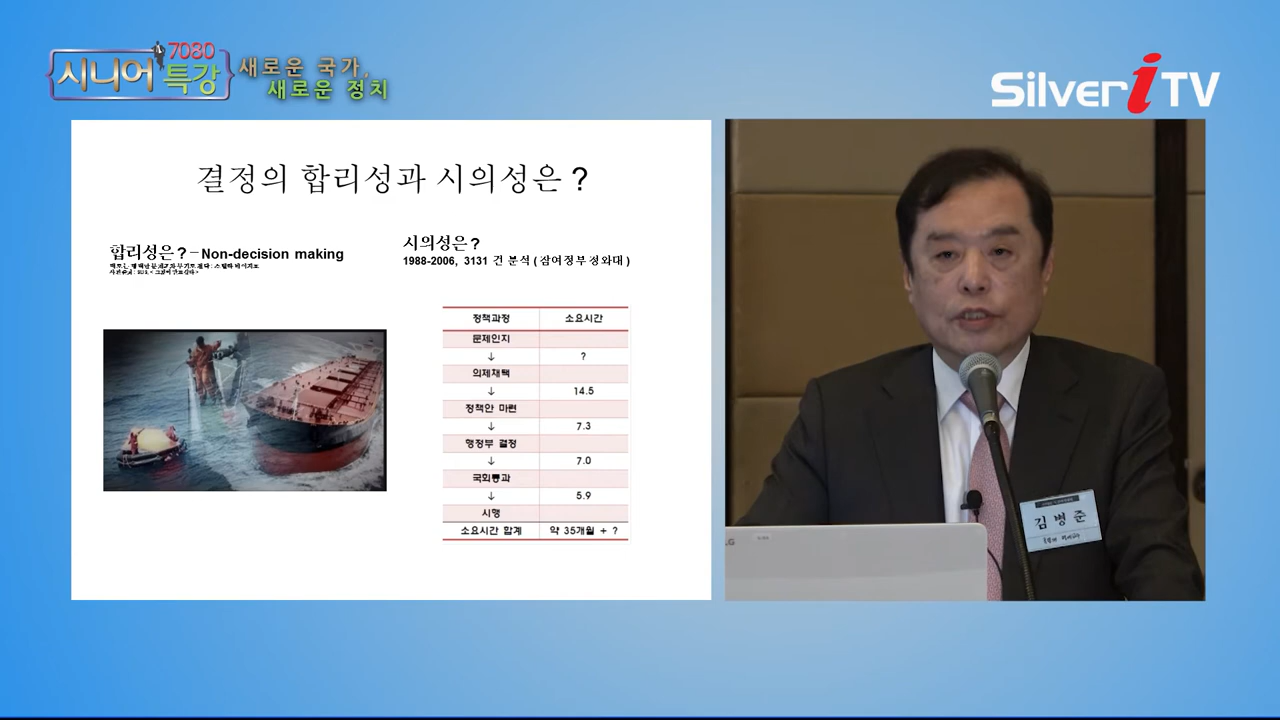 7080
시니어 특강
새로운 국가,
새로운 정치
Silver i TV
결정의 합리성과 시의성은 ?
합리성은 ? – Non-decision making
시의성은 ?
1988-2006, 3131 건 분석 ( 참여정부 청와대 )
정책과정 소요시간
문제인지
↓ ?
의제채택
↓ 14.5
정책안 마련
↓ 7.3
행정부 결정
↓ 7.0
국회통과
↓ 5.9
시행
소요시간 합계 약 35개월 + ?
LG
김 병 준